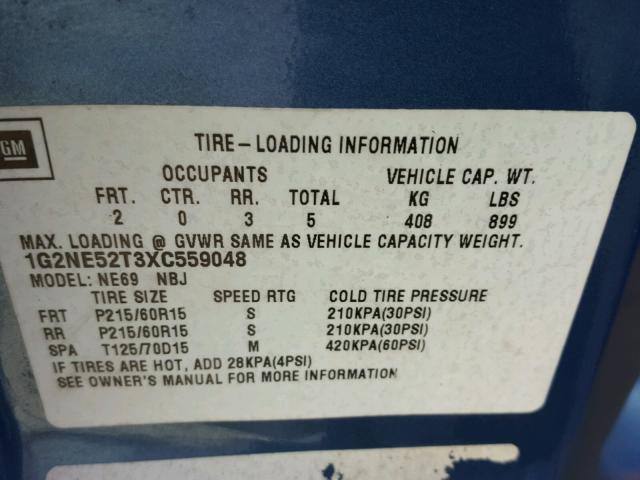 GM
TIRE-LOADING INFORMATION
OCCUPANTS VEHICLE CAP. WT.
FRT. CTR. RR. TOTAL KG LBS
2 0 3 5 408 899
MAX. LOADING @ GVWR SAME AS VEHICLE CAPACITY WEIGHT.
1G2NE52T3XC559048
MODEL: NE69 NBJ
TIRE SIZE SPEED RTG COLD TIRE PRESSURE
FRT P215/60R15 S 210KPA(30PSI)
RR P215/60R15 S 210KPA(30PSI)
SPA T125/70D15 M 420KPA(60PSI)
IF TIRES ARE HOT, ADD 28KPA(4PSI)
SEE OWNER'S MANUAL FOR MORE INFORMATION